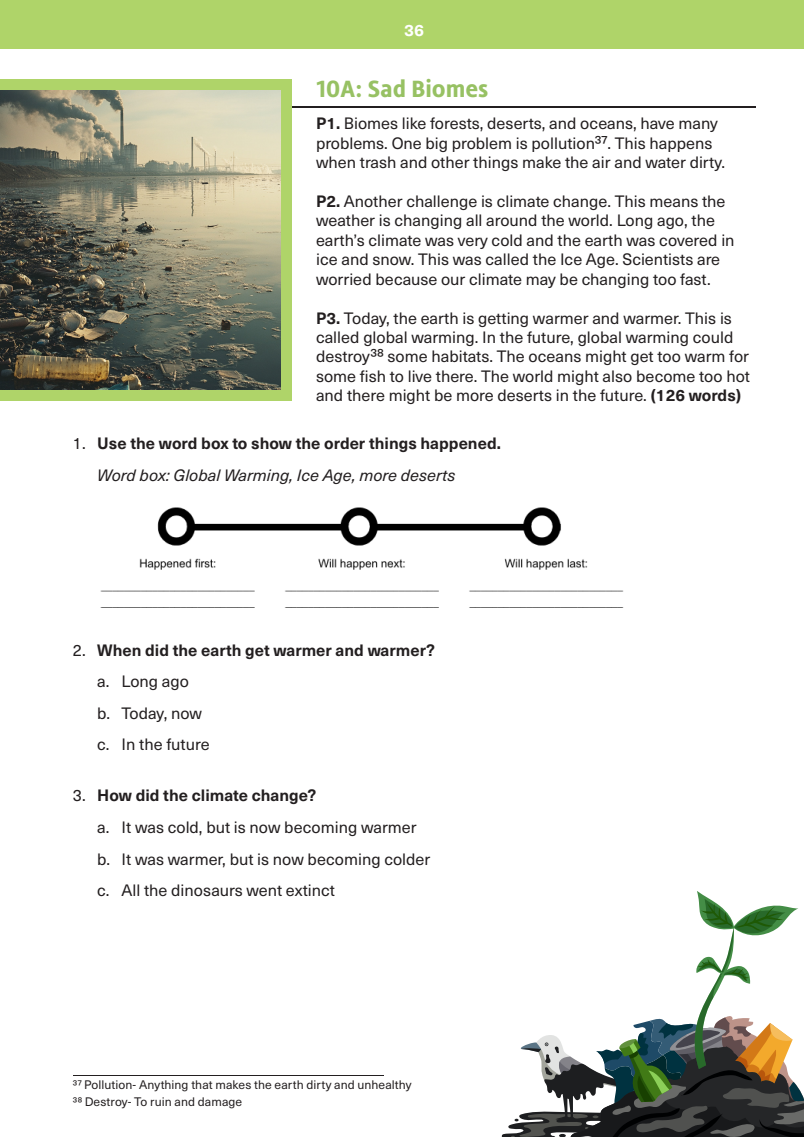 36
10A: Sad Biomes
P1. Biomes like forests, deserts, and oceans, have many
problems. One big problem is pollution³⁷. This happens
when trash and other things make the air and water dirty.
P2. Another challenge is climate change. This means the
weather is changing all around the world. Long ago, the
earth's climate was very cold and the earth was covered in
ice and snow. This was called the Ice Age. Scientists are
worried because our climate may be changing too fast.
P3. Today, the earth is getting warmer and warmer. This is
called global warming. In the future, global warming could
destroy³⁸ some habitats. The oceans might get too warm for
some fish to live there. The world might also become too hot
and there might be more deserts in the future. (126 words)
1. Use the word box to show the order things happened.
Word box: Global Warming, Ice Age, more deserts
Happened first: Will happen next: Will happen last:
2. When did the earth get warmer and warmer?
a. Long ago
b. Today, now
c. In the future
3. How did the climate change?
a. It was cold, but is now becoming warmer
b. It was warmer, but is now becoming colder
c. All the dinosaurs went extinct
³⁷ Pollution- Anything that makes the earth dirty and unhealthy
³⁸ Destroy- To ruin and damage